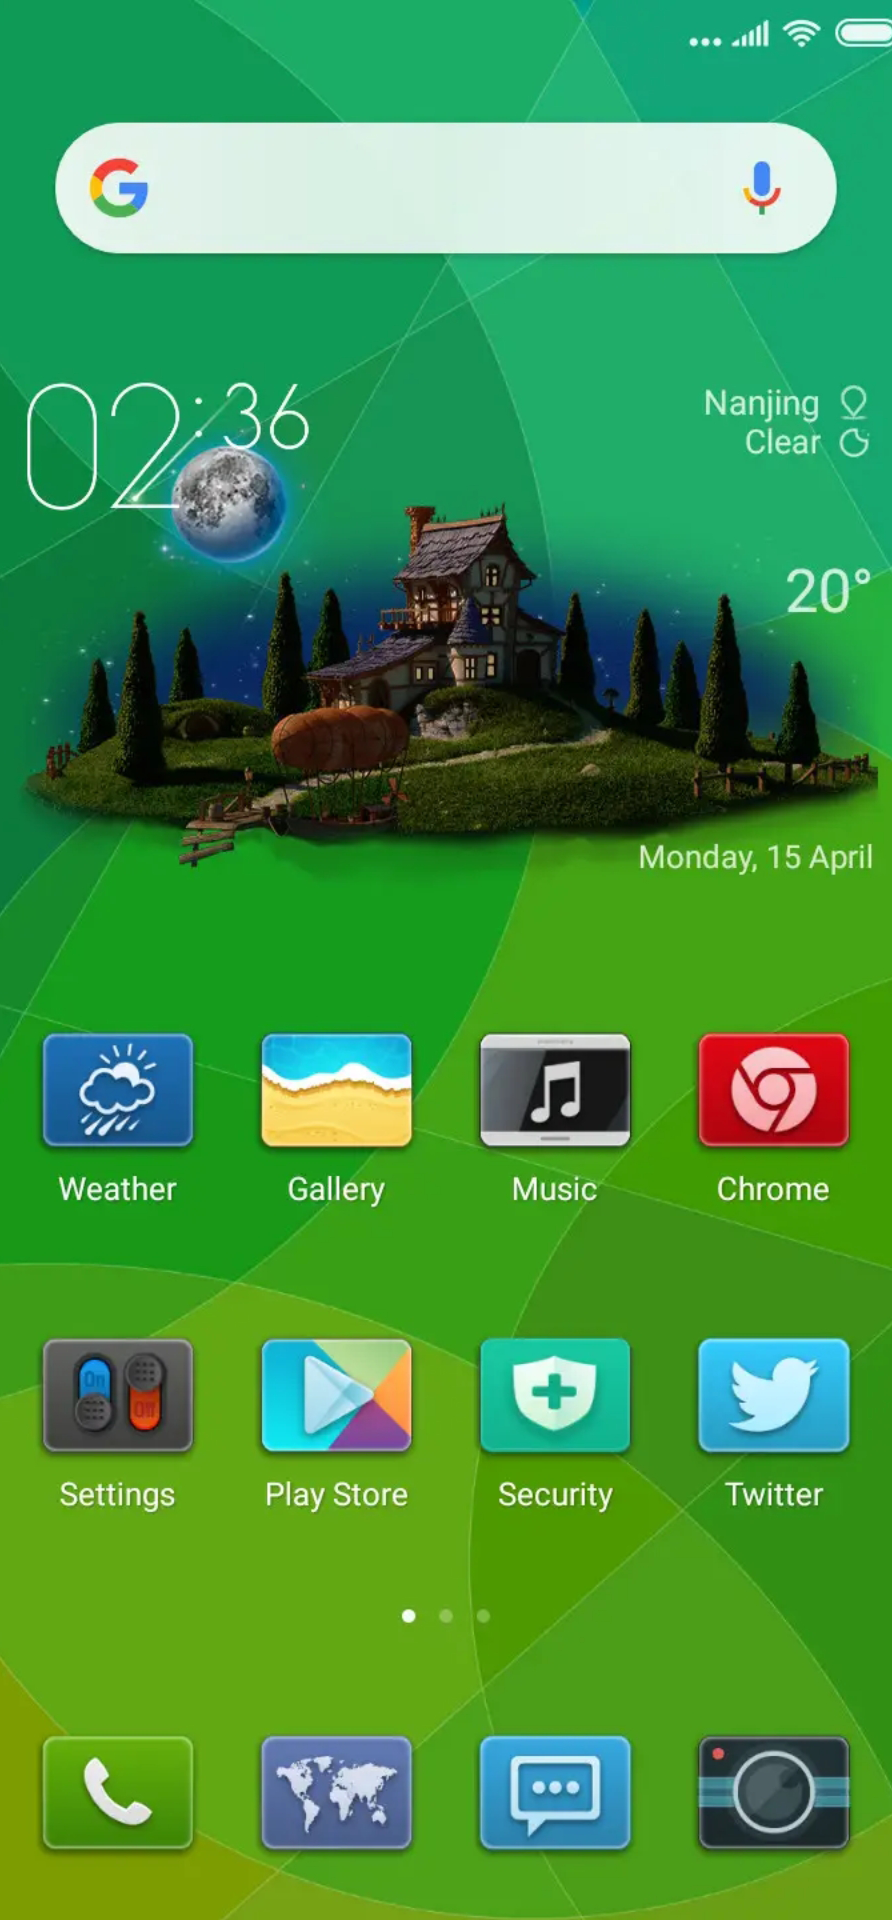 02:36
Nanjing
Clear
20°
Monday, 15 April
Weather
Gallery
Music
Chrome
On
Off
Settings
Play Store
Security
Twitter